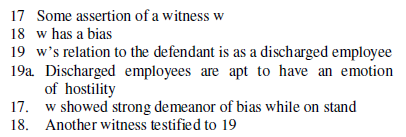 17 Some assertion of a witness w
18 w has a bias
19 w's relation to the defendant is as a discharged employee
19a. Discharged employees are apt to have an emotion
of hostility
17. w showed strong demeanor of bias while on stand
18. Another witness testified to 19